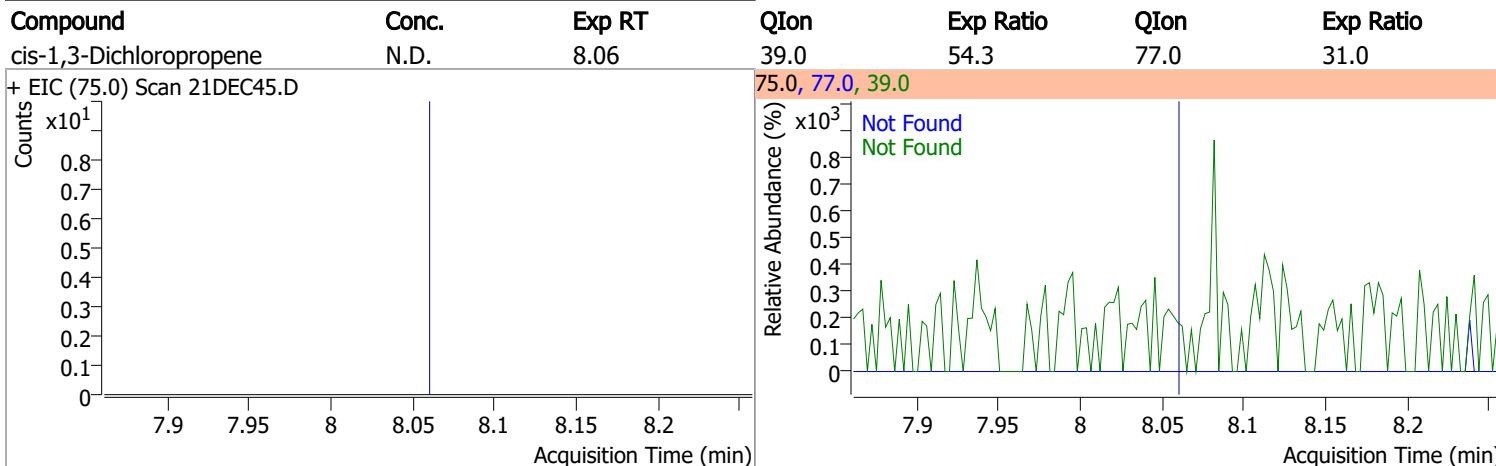 Compound Conc. Exp RT QIon Exp Ratio QIon Exp Ratio
cis-1,3-Dichloropropene N.D. 8.06 39.0 54.3 77.0 31.0
+ EIC (75.0) Scan 21DEC45.D
Counts
x10¹
0.8
0.7
0.6
0.5
0.4
0.3
0.2
0.1
0
7.9 7.95 8 8.05 8.1 8.15 8.2
Acquisition Time (min)
75.0, 77.0, 39.0
Relative Abundance (%)
x10³
Not Found
Not Found
0.8
0.7
0.6
0.5
0.4
0.3
0.2
0.1
0
7.9 7.95 8 8.05 8.1 8.15 8.2
Acquisition Time (min)